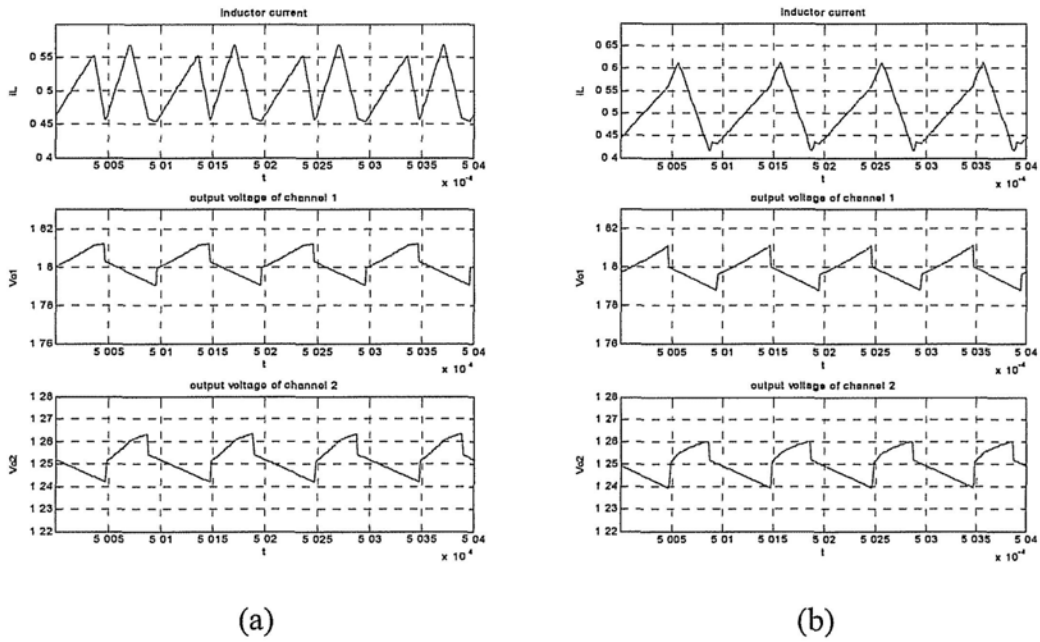 Inductor current
0 55
0 5
0 45
0 4
iL
5 005 5 01 5 015 5 02 5 025 5 03 5 035 5 04
t
x 10⁻⁴
output voltage of channel 1
1 82
1 8
1 78
1 76
Vo1
5 005 5 01 5 015 5 02 5 025 5 03 5 035 5 04
t
x 10⁻⁴
output voltage of channel 2
1 28
1 27
1 26
1 25
1 24
1 23
1 22
Vo2
5 005 5 01 5 015 5 02 5 025 5 03 5 035 5 04
t
x 10⁻⁴
(a)
Inductor current
0 65
0 6
0 55
0 5
0 45
0 4
iL
5 005 5 01 5 015 5 02 5 025 5 03 5 035 5 04
t
x 10⁻⁴
output voltage of channel 1
1 82
1 8
1 78
1 76
Vo1
5 005 5 01 5 015 5 02 5 025 5 03 5 035 5 04
t
x 10⁻⁴
output voltage of channel 2
1 28
1 27
1 26
1 25
1 24
1 23
1 22
Vo2
5 005 5 01 5 015 5 02 5 025 5 03 5 035 5 04
t
x 10⁻⁴
(b)